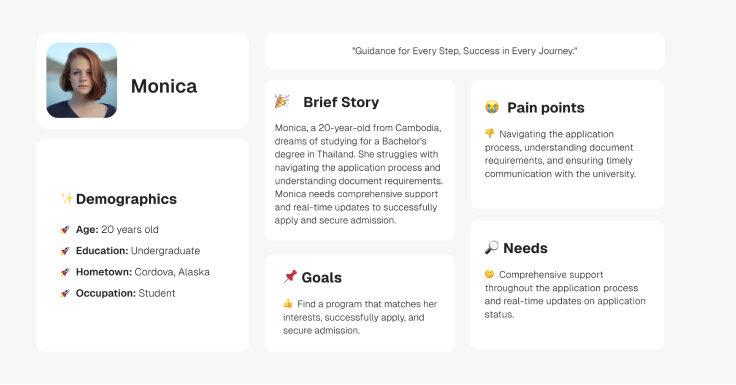 Monica
"Guidance for Every Step, Success in Every Journey."
Demographics
Age: 20 years old
Education: Undergraduate
Hometown: Cordova, Alaska
Occupation: Student
Brief Story
Monica, a 20-year-old from Cambodia,
dreams of studying for a Bachelor's
degree in Thailand. She struggles with
navigating the application process and
understanding document requirements.
Monica needs comprehensive support
and real-time updates to successfully
apply and secure admission.
Goals
Find a program that matches her
interests, successfully apply, and
secure admission.
Pain points
Navigating the application
process, understanding document
requirements, and ensuring timely
communication with the university.
Needs
Comprehensive support
throughout the application process
and real-time updates on application
status.